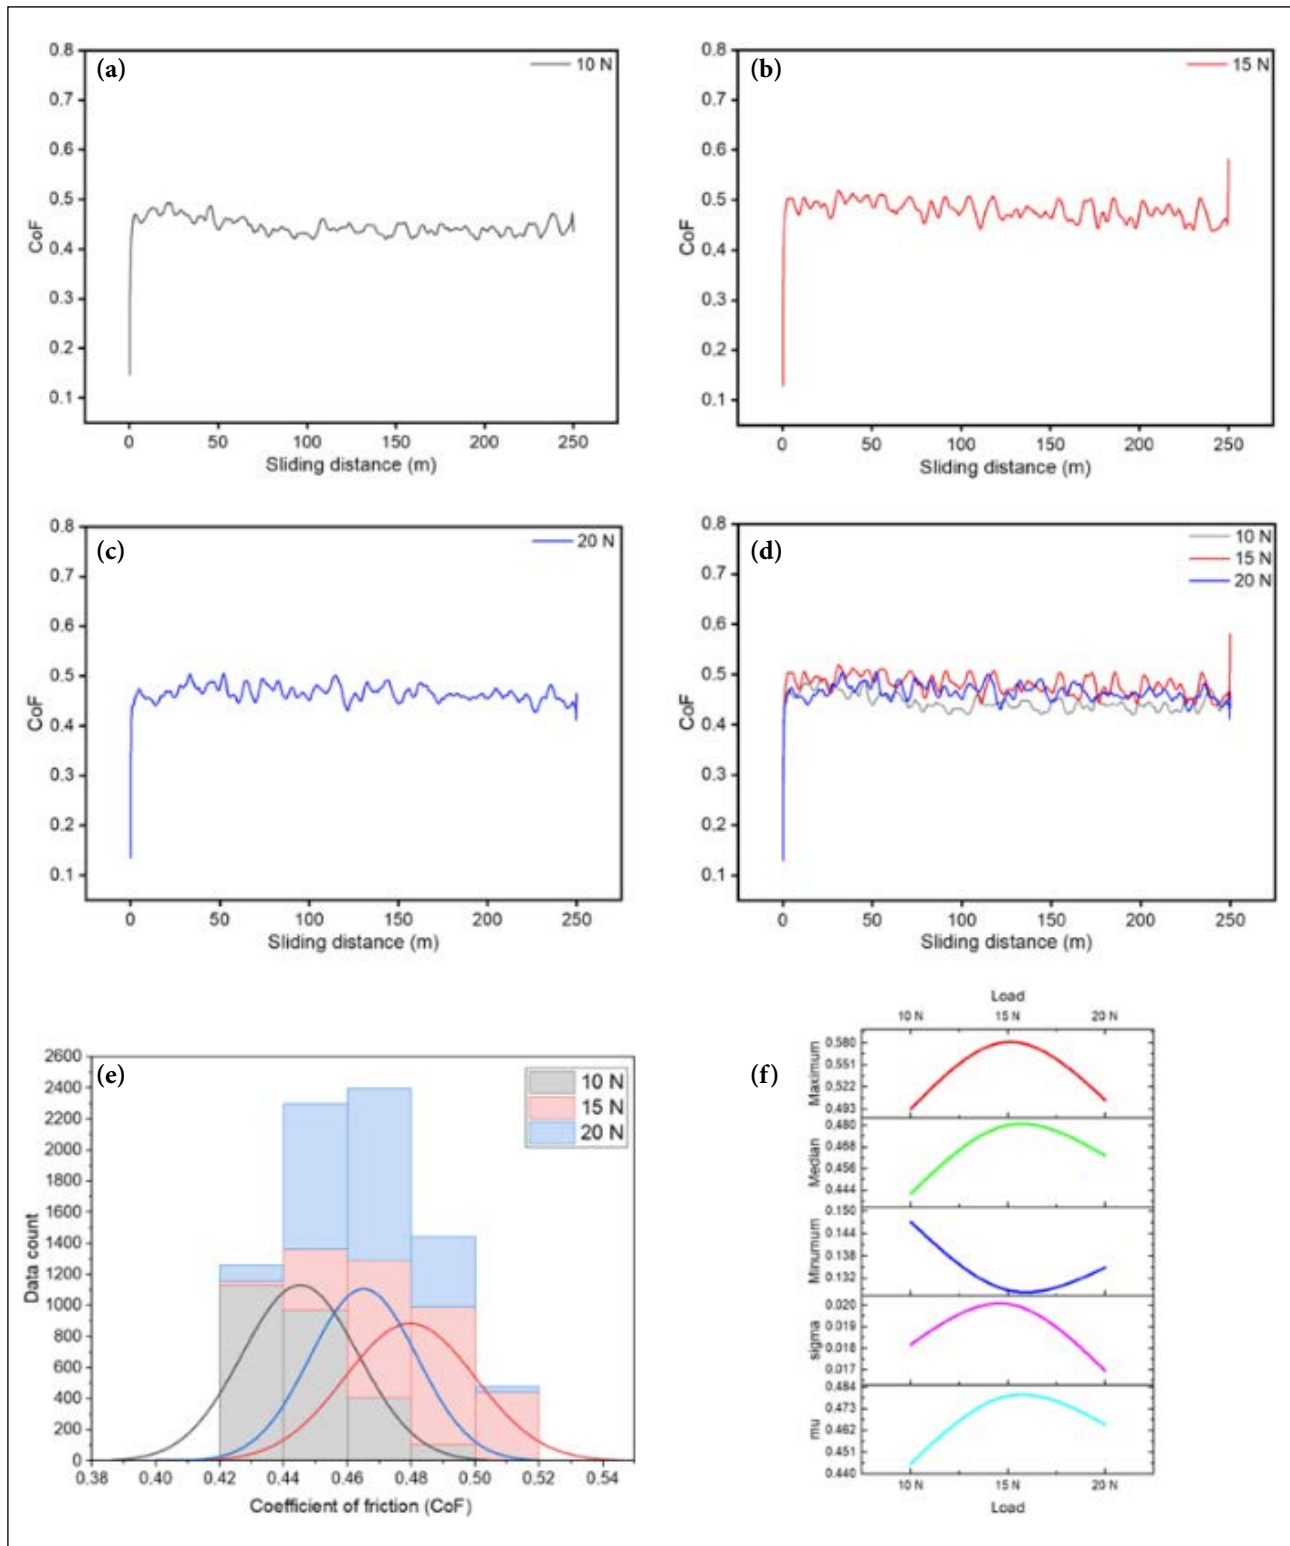 (a)
10 N
0.8
0.7
0.6
0.5
0.4
0.3
0.2
0.1
CoF
0 50 100 150 200 250
Sliding distance (m)
(b)
15 N
0.8
0.7
0.6
0.5
0.4
0.3
0.2
0.1
CoF
0 50 100 150 200 250
Sliding distance (m)
(c)
20 N
0.8
0.7
0.6
0.5
0.4
0.3
0.2
0.1
CoF
0 50 100 150 200 250
Sliding distance (m)
(d)
10 N
15 N
20 N
0.8
0.7
0.6
0.5
0.4
0.3
0.2
0.1
CoF
0 50 100 150 200 250
Sliding distance (m)
(e)
10 N
15 N
20 N
2600
2400
2200
2000
1800
1600
1400
1200
1000
800
600
400
200
0
Data count
0.38 0.40 0.42 0.44 0.46 0.48 0.50 0.52 0.54
Coefficient of friction (CoF)
(f)
Load
10 N 15 N 20 N
0.580
0.551
0.522
0.493
Maximum
0.480
0.468
0.456
0.444
Median
0.150
0.144
0.138
0.132
Minumum
0.020
0.019
0.018
0.017
sigma
0.484
0.473
0.462
0.451
0.440
mu
10 N 15 N 20 N
Load